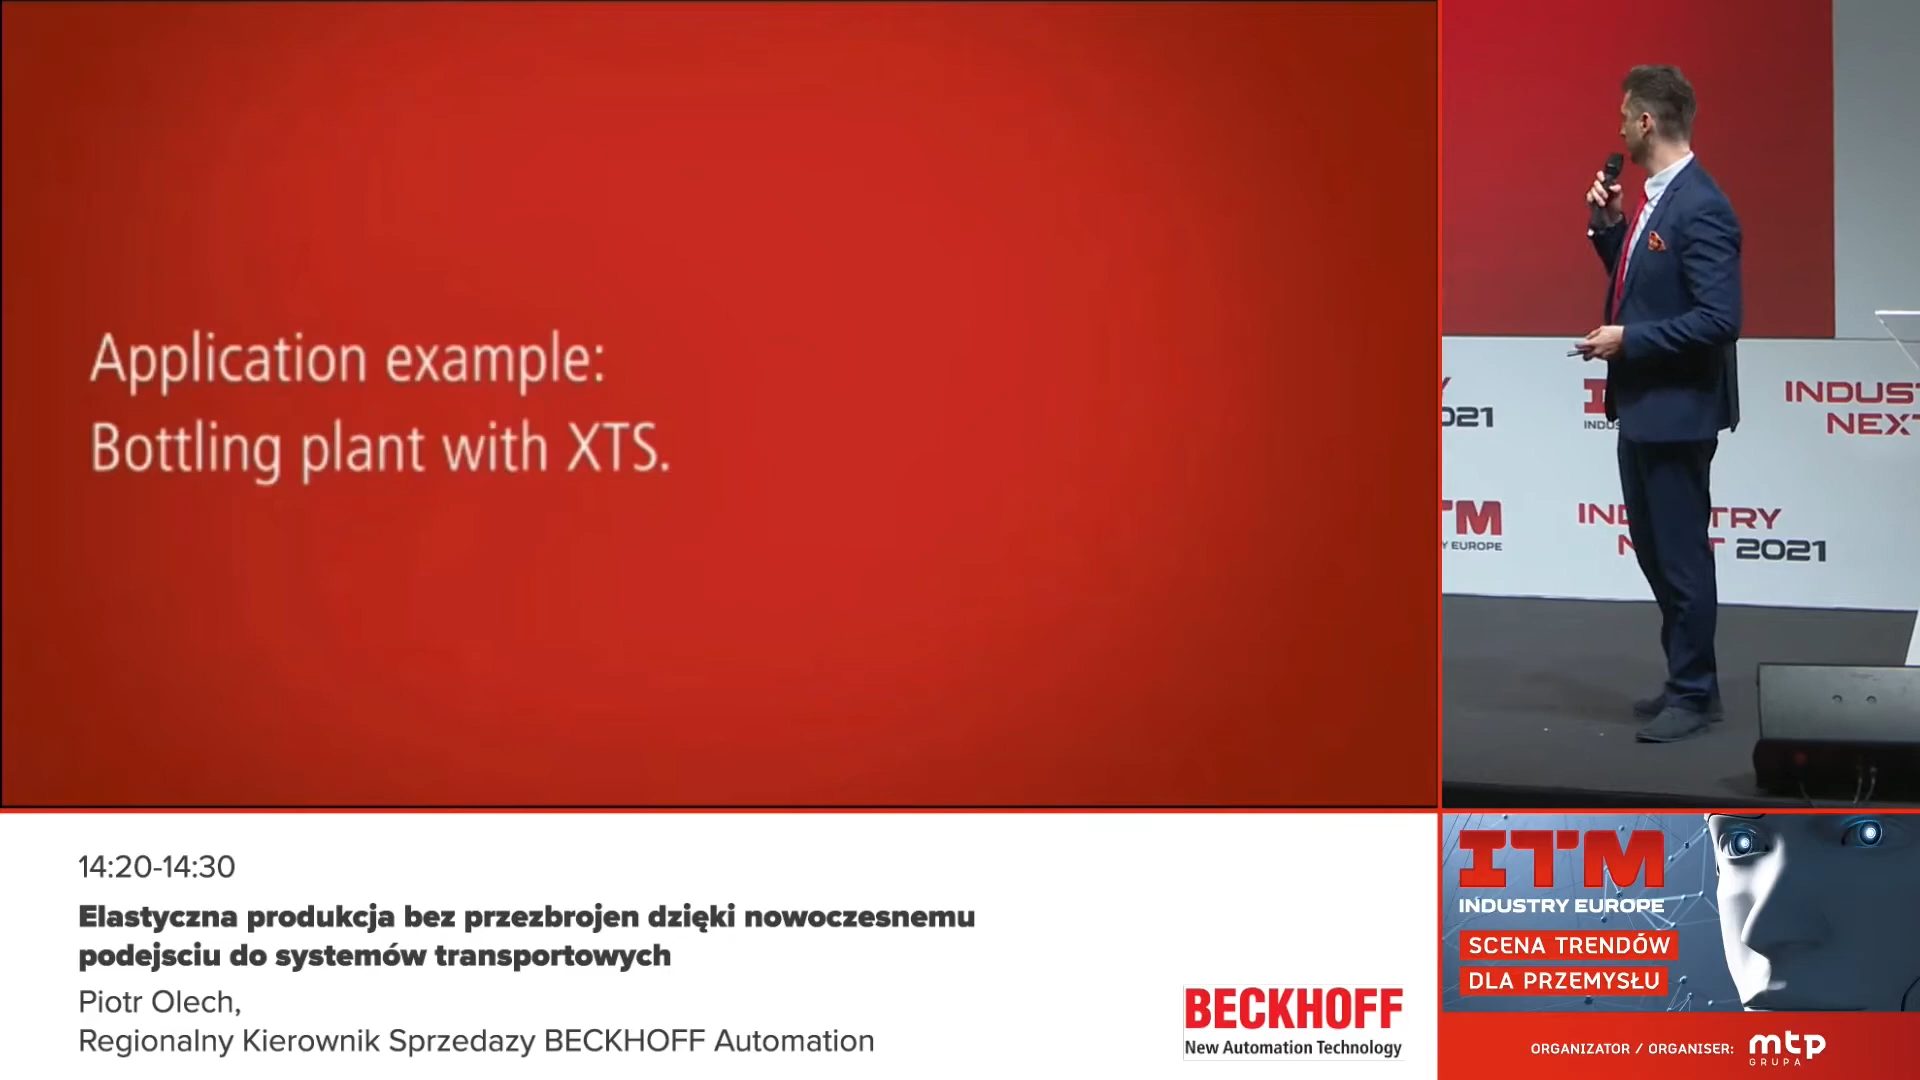 Application example:
Bottling plant with XTS.
2021
INDUSTRY
NEXT 2021
14:20-14:30
Elastyczna produkcja bez przezbrojen dzięki nowoczesnemu
podejsciu do systemów transportowych
Piotr Olech,
Regionalny Kierownik Sprzedazy BECKHOFF Automation
BECKHOFF
New Automation Technology
ITM
INDUSTRY EUROPE
SCENA TRENDÓW
DLA PRZEMYSŁU
ORGANIZATOR / ORGANISER:
mtp
GRUPA